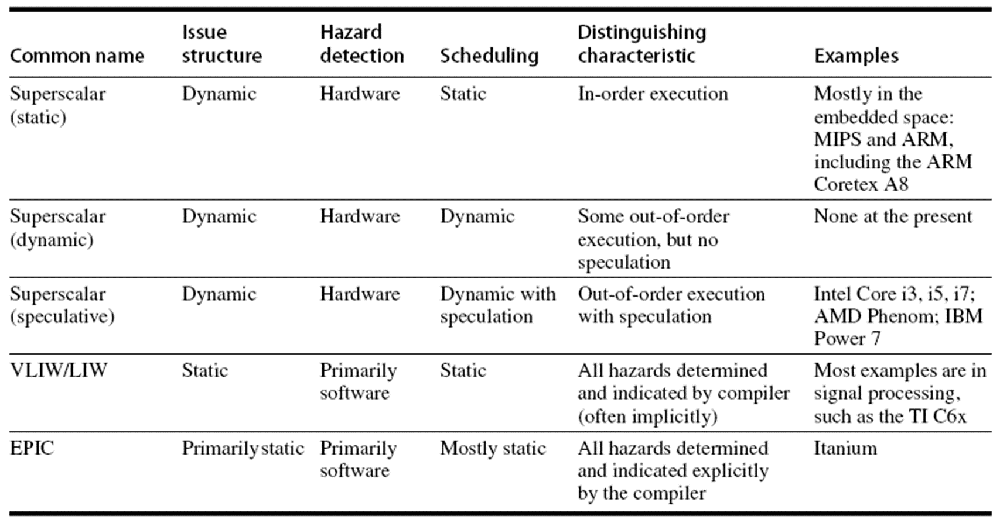 Common name Issue structure Hazard detection Scheduling Distinguishing characteristic Examples
Superscalar (static) Dynamic Hardware Static In-order execution Mostly in the embedded space: MIPS and ARM, including the ARM Coretex A8
Superscalar (dynamic) Dynamic Hardware Dynamic Some out-of-order execution, but no speculation None at the present
Superscalar (speculative) Dynamic Hardware Dynamic with speculation Out-of-order execution with speculation Intel Core i3, i5, i7; AMD Phenom; IBM Power 7
VLIW/LIW Static Primarily software Static All hazards determined and indicated by compiler (often implicitly) Most examples are in signal processing, such as the TI C6x
EPIC Primarily static Primarily software Mostly static All hazards determined and indicated explicitly by the compiler Itanium